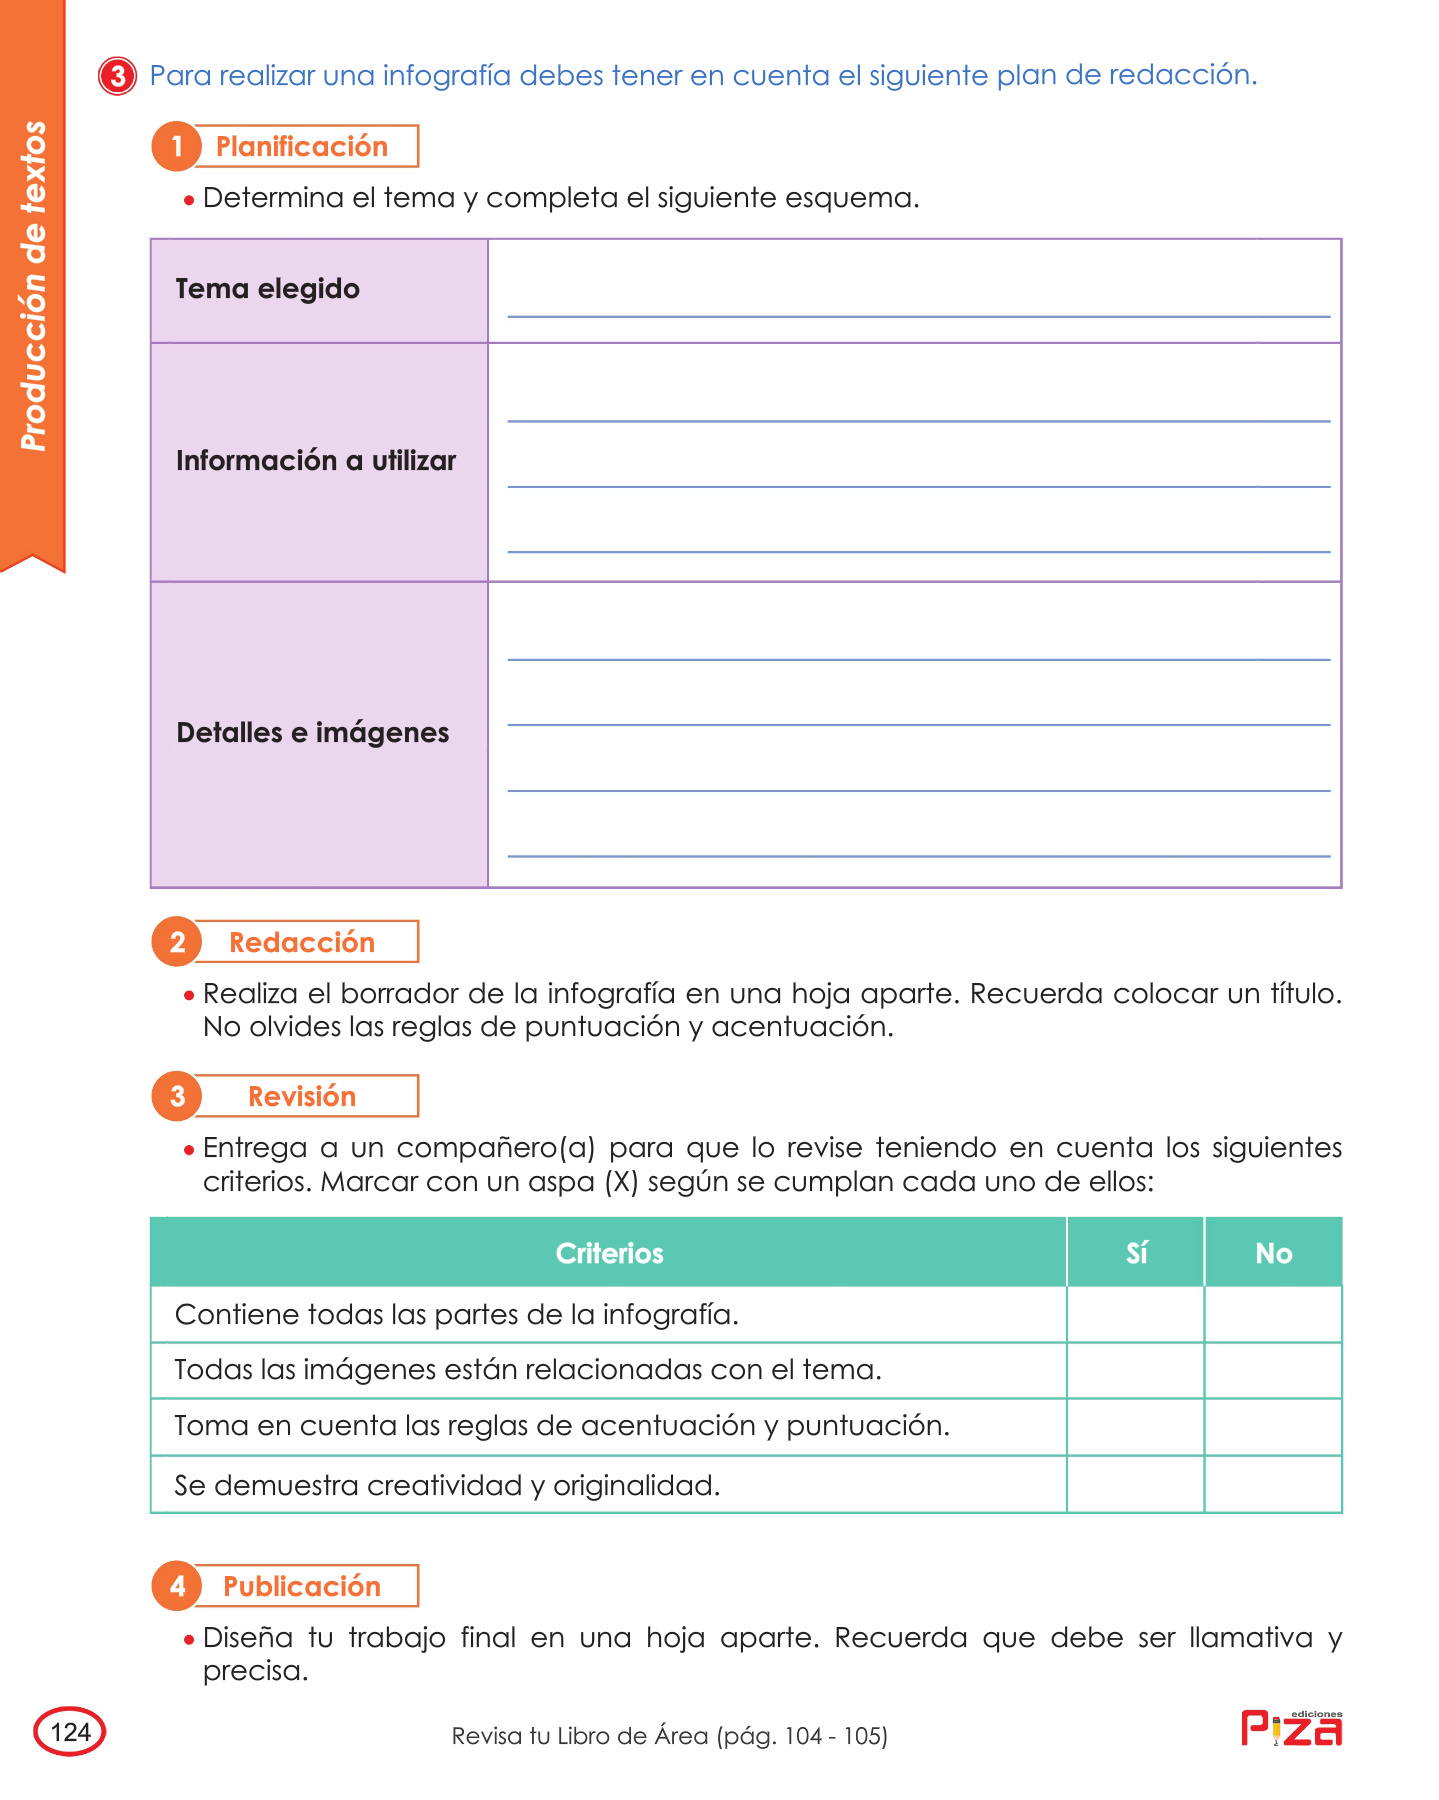 Producción de textos
3 Para realizar una infografía debes tener en cuenta el siguiente plan de redacción.
1 Planificación
• Determina el tema y completa el siguiente esquema.
Tema elegido
Información a utilizar
Detalles e imágenes
2 Redacción
• Realiza el borrador de la infografía en una hoja aparte. Recuerda colocar un título.
No olvides las reglas de puntuación y acentuación.
3 Revisión
• Entrega a un compañero(a) para que lo revise teniendo en cuenta los siguientes
criterios. Marcar con un aspa (X) según se cumplan cada uno de ellos:
Criterios Sí No
Contiene todas las partes de la infografía.
Todas las imágenes están relacionadas con el tema.
Toma en cuenta las reglas de acentuación y puntuación.
Se demuestra creatividad y originalidad.
4 Publicación
• Diseña tu trabajo final en una hoja aparte. Recuerda que debe ser llamativa y
precisa.
124
Revisa tu Libro de Área (pág. 104 - 105)
ediciones
Piza